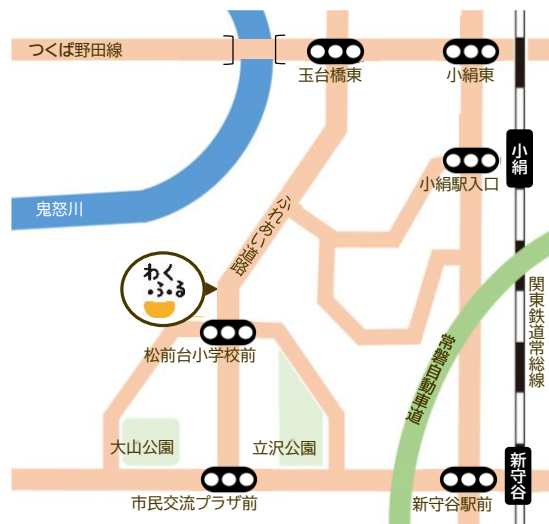 つくば野田線
玉台橋東
小絹東
小絹
小絹駅入口
鬼怒川
ふれあい道路
わく
・ふ・る
関東鉄道常総線
松前台小学校前
常磐自動車道
大山公園
立沢公園
新守谷
市民交流プラザ前
新守谷駅前